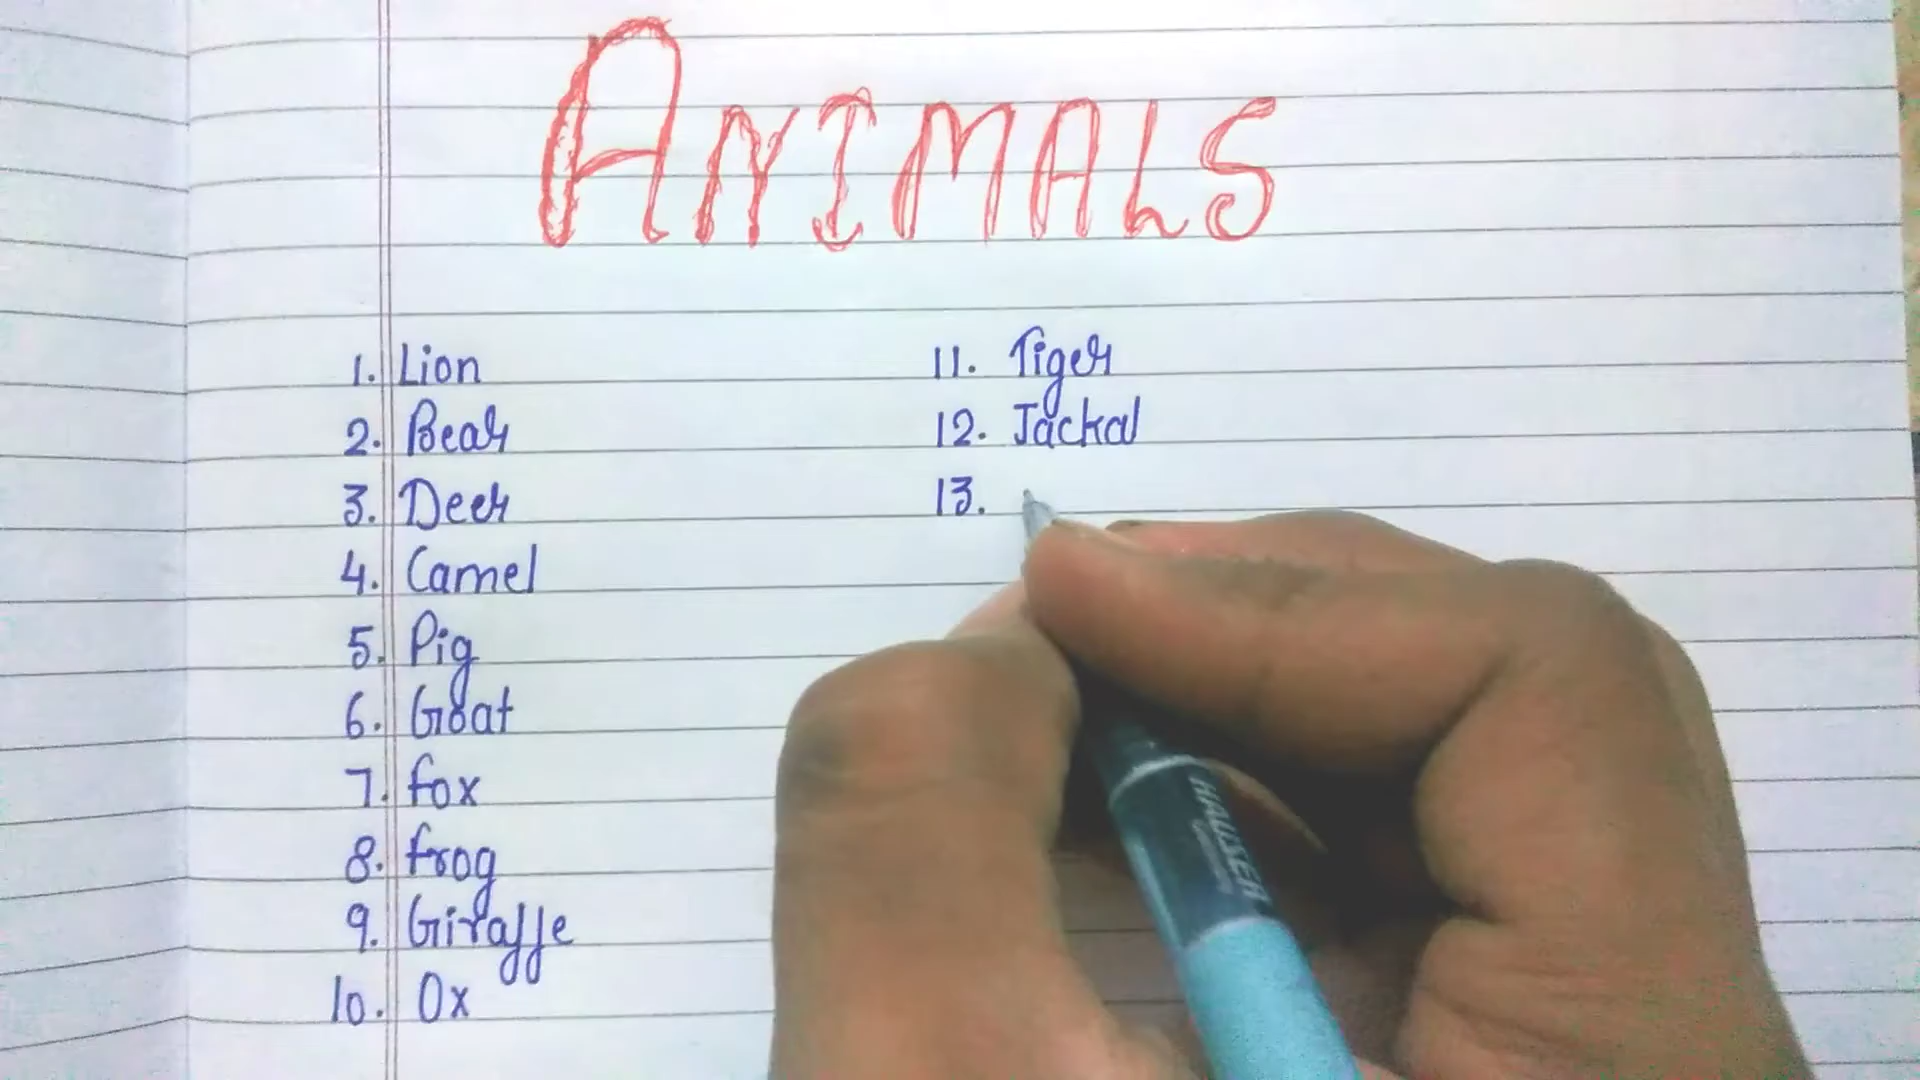 ANIMALS
1. Lion
2. Bear
3. Deer
4. Camel
5. Pig
6. Goat
7. Fox
8. Frog
9. Giraffe
10. Ox
11. Tiger
12. Jackal
13.
HAUSER